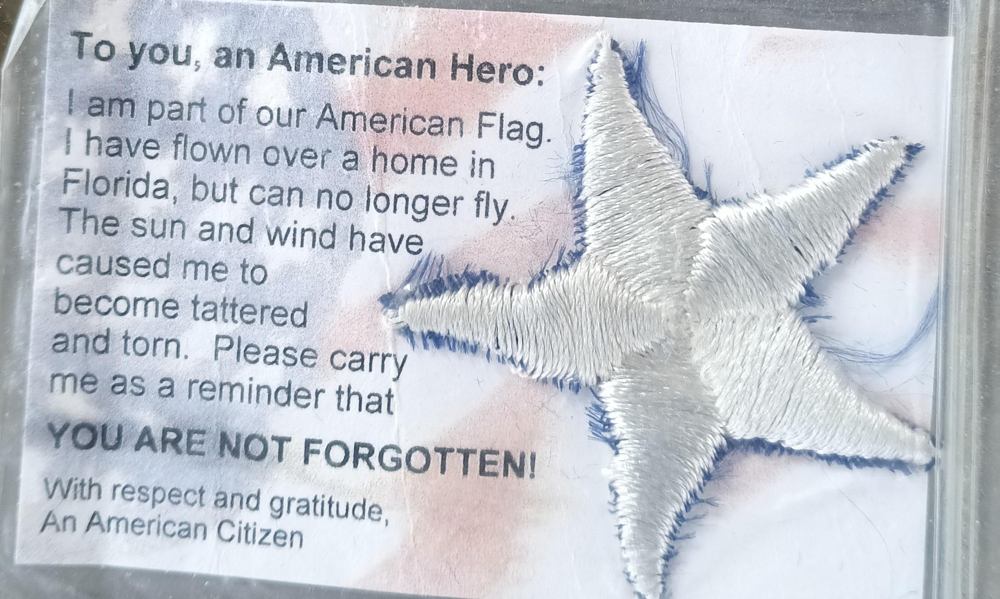 To you, an American Hero:
I am part of our American Flag.
I have flown over a home in
Florida, but can no longer fly.
The sun and wind have
caused me to
become tattered
and torn.  Please carry
me as a reminder that
YOU ARE NOT FORGOTTEN!
With respect and gratitude,
An American Citizen